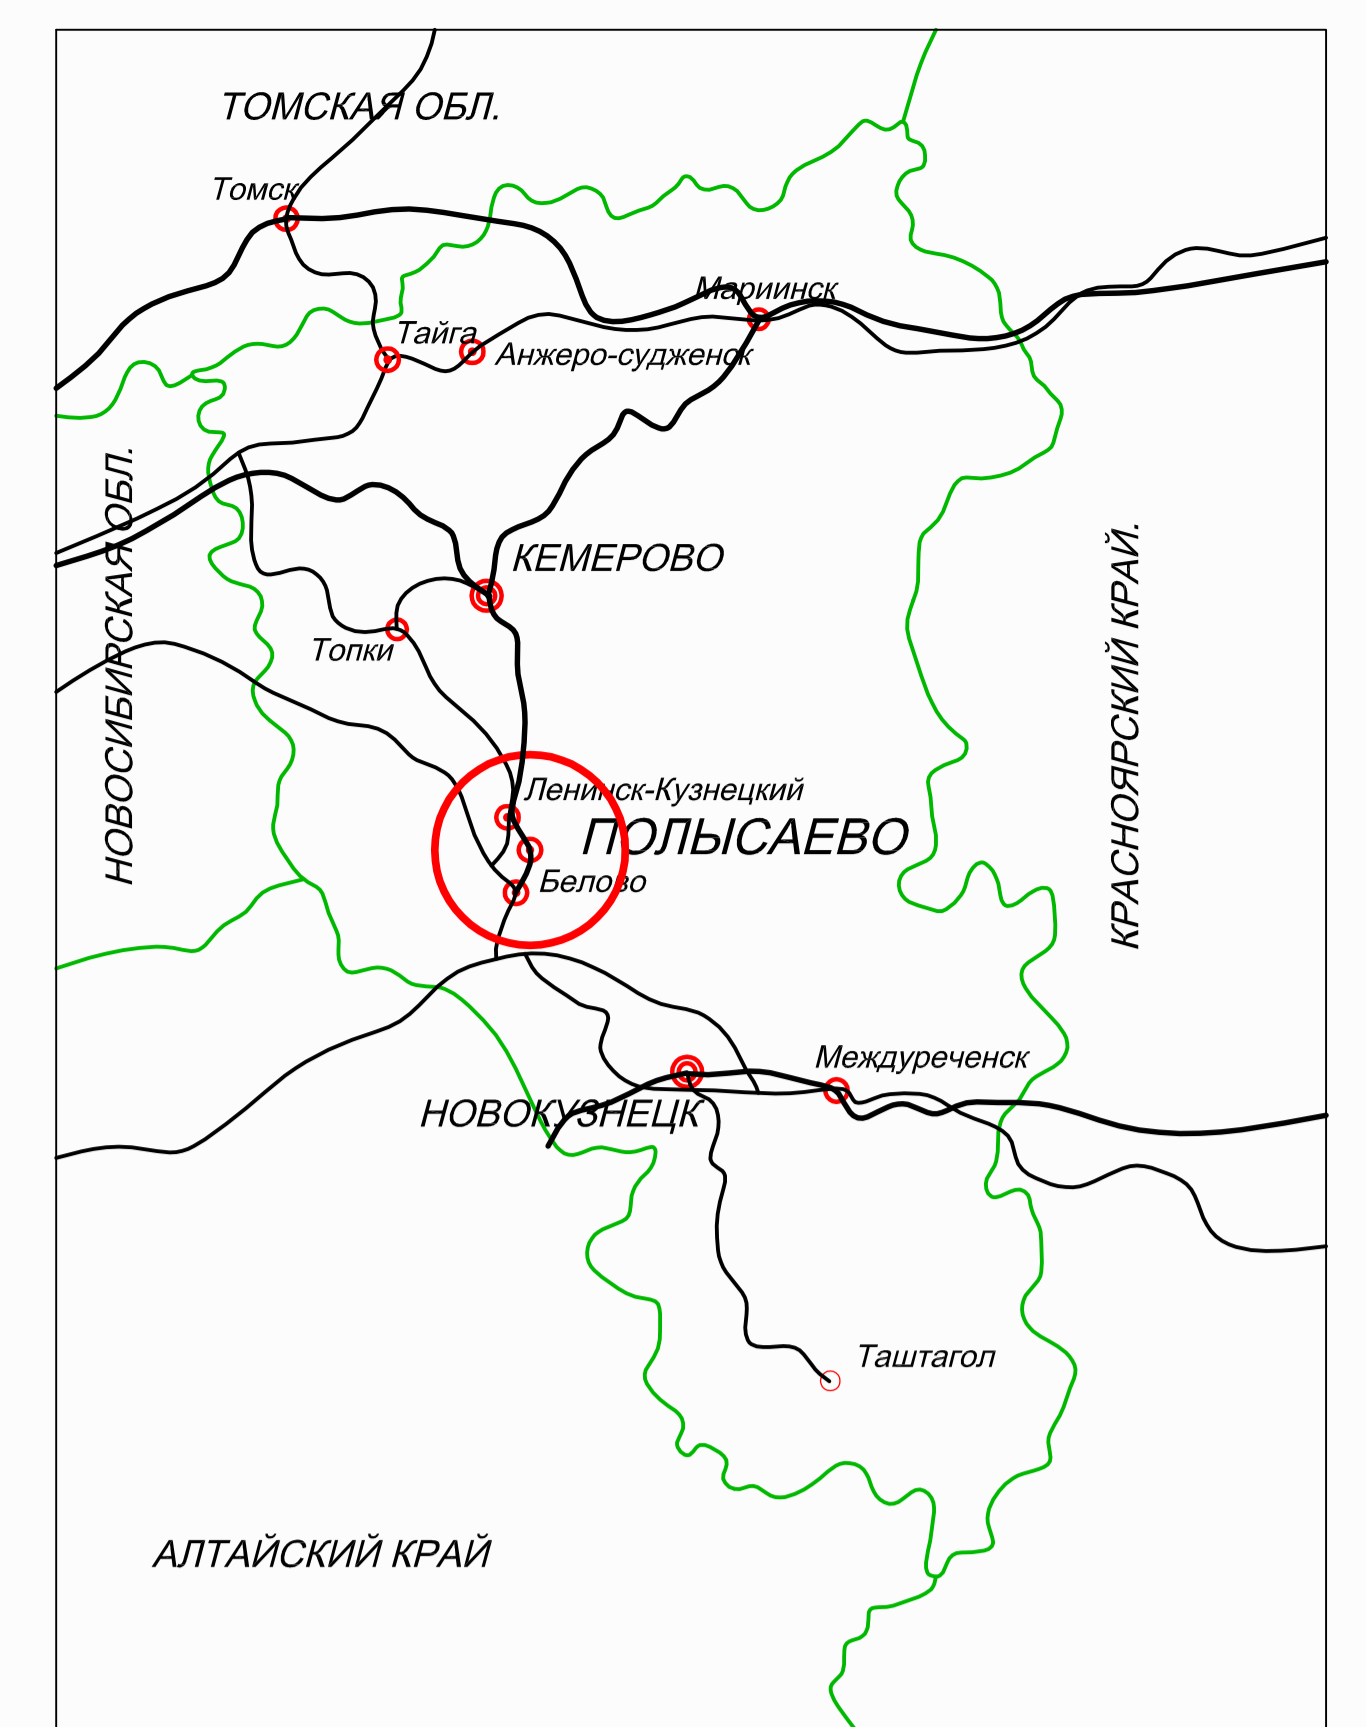 ТОМСКАЯ ОБЛ.
Томск
Мариинск
Тайга
Анжеро-судженск
НОВОСИБИРСКАЯ ОБЛ.
КЕМЕРОВО
КРАСНОЯРСКИЙ КРАЙ.
Топки
Ленинск-Кузнецкий
ПОЛЫСАЕВО
Белово
Междуреченск
НОВОКУЗНЕЦК
Таштагол
АЛТАЙСКИЙ КРАЙ